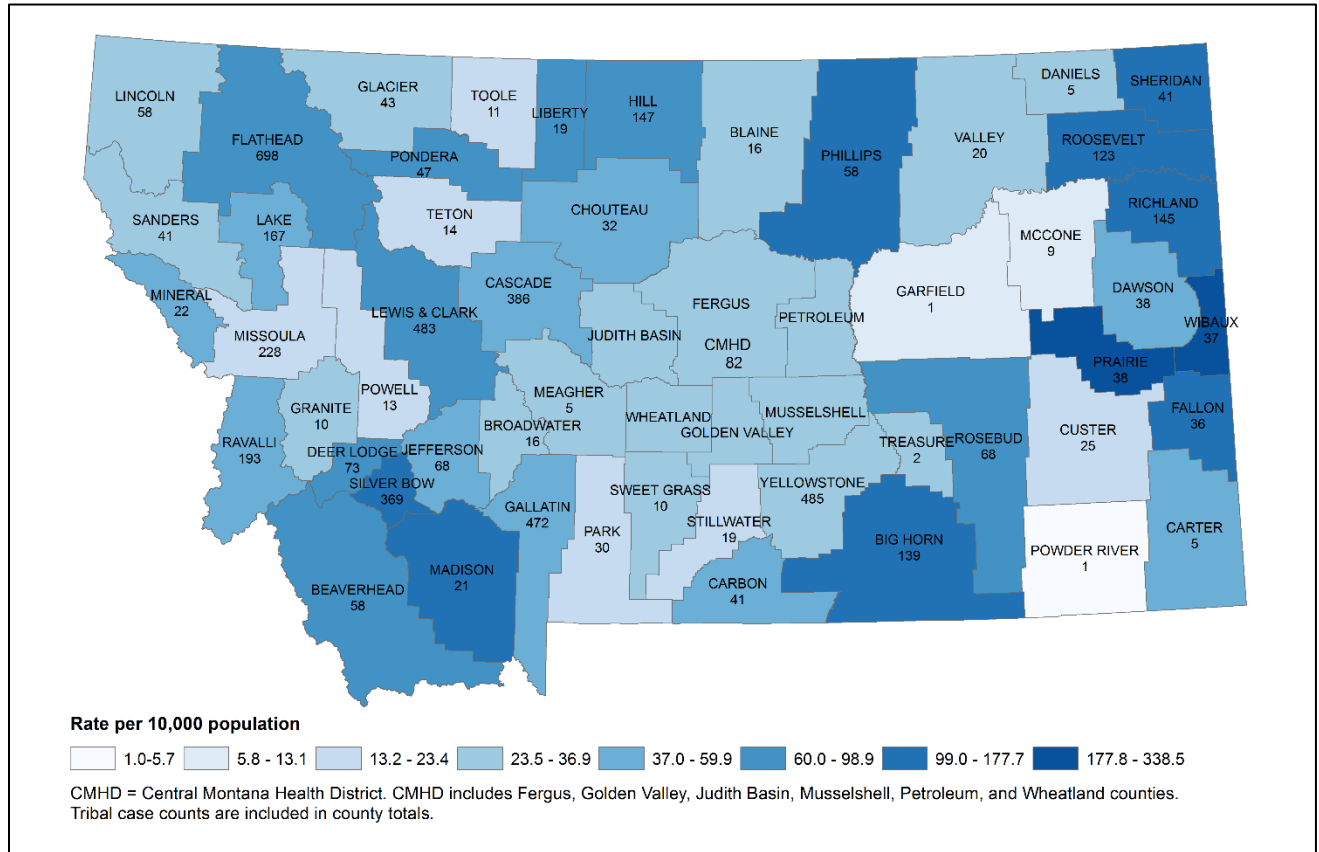 LINCOLN
58
FLATHEAD
698
GLACIER
43
TOOLE
11
LIBERTY
19
HILL
147
BLAINE
16
PHILLIPS
58
VALLEY
20
DANIELS
5
SHERIDAN
41
ROOSEVELT
123
PONDERA
47
TETON
14
CHOUTEAU
32
RICHLAND
145
MCCONE
9
SANDERS
41
LAKE
167
MINERAL
22
MISSOULA
228
LEWIS & CLARK
483
CASCADE
386
JUDITH BASIN
FERGUS
CMHD
82
PETROLEUM
GARFIELD
1
DAWSON
38
WIBAUX
37
PRAIRIE
38
POWELL
13
GRANITE
10
MEAGHER
5
BROADWATER
16
WHEATLAND
GOLDEN VALLEY
MUSSELSHELL
TREASURE
2
ROSEBUD
68
CUSTER
25
FALLON
36
RAVALLI
193
DEER LODGE
73
JEFFERSON
68
SILVER BOW
369
GALLATIN
472
PARK
30
SWEET GRASS
10
STILLWATER
19
YELLOWSTONE
485
BIG HORN
139
POWDER RIVER
1
CARTER
5
BEAVERHEAD
58
MADISON
21
CARBON
41
Rate per 10,000 population
1.0-5.7 5.8 - 13.1 13.2 - 23.4 23.5 - 36.9 37.0 - 59.9 60.0 - 98.9 99.0 - 177.7 177.8 - 338.5
CMHD = Central Montana Health District. CMHD includes Fergus, Golden Valley, Judith Basin, Musselshell, Petroleum, and Wheatland counties.
Tribal case counts are included in county totals.